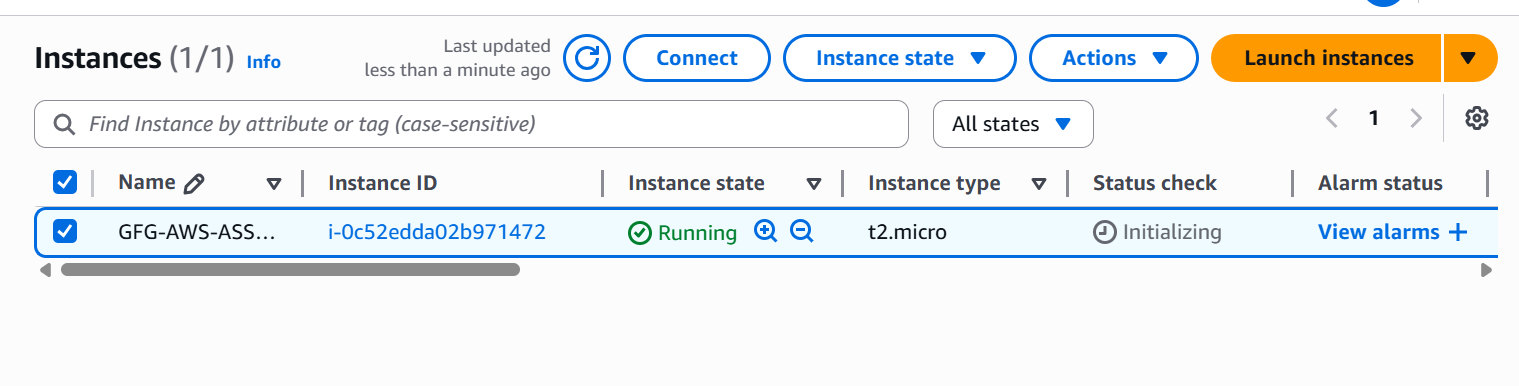 Instances (1/1) Info
Last updated
less than a minute ago
Connect
Instance state
Actions
Launch instances
Find Instance by attribute or tag (case-sensitive)
All states
1
Name Instance ID Instance state Instance type Status check Alarm status
GFG-AWS-ASS... i-0c52edda02b971472 Running t2.micro Initializing View alarms +